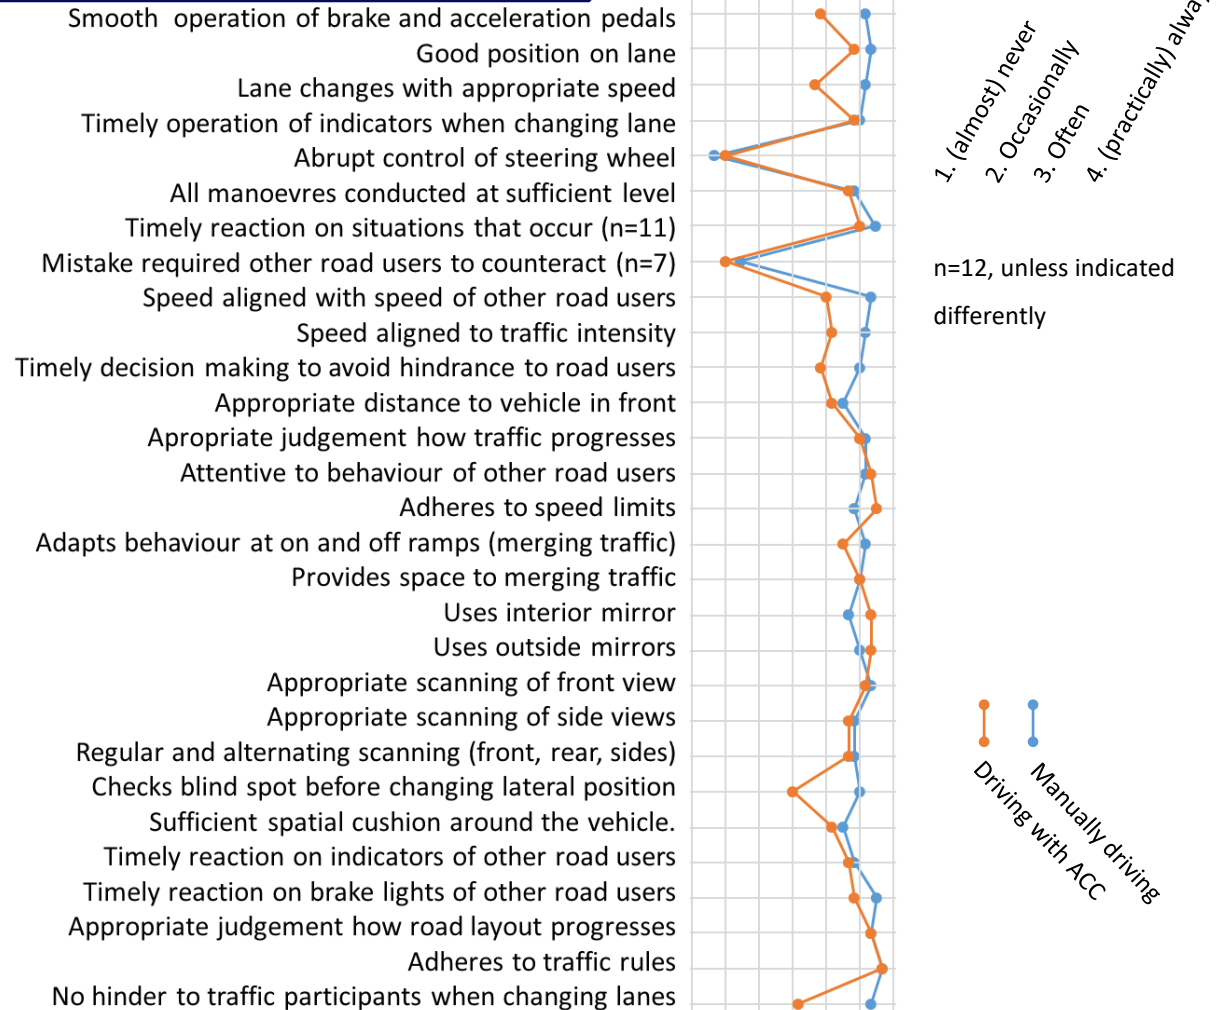 Smooth operation of brake and acceleration pedals
Good position on lane
Lane changes with appropriate speed
Timely operation of indicators when changing lane
Abrupt control of steering wheel
All manoevres conducted at sufficient level
Timely reaction on situations that occur (n=11)
Mistake required other road users to counteract (n=7)
Speed aligned with speed of other road users
Speed aligned to traffic intensity
Timely decision making to avoid hindrance to road users
Appropriate distance to vehicle in front
Apropriate judgement how traffic progresses
Attentive to behaviour of other road users
Adheres to speed limits
Adapts behaviour at on and off ramps (merging traffic)
Provides space to merging traffic
Uses interior mirror
Uses outside mirrors
Appropriate scanning of front view
Appropriate scanning of side views
Regular and alternating scanning (front, rear, sides)
Checks blind spot before changing lateral position
Sufficient spatial cushion around the vehicle.
Timely reaction on indicators of other road users
Timely reaction on brake lights of other road users
Appropriate judgement how road layout progresses
Adheres to traffic rules
No hinder to traffic participants when changing lanes
1. (almost) never
2. Occasionally
3. Often
4. (practically)
n=12, unless indicated
differently
Driving with ACC
Manually driving